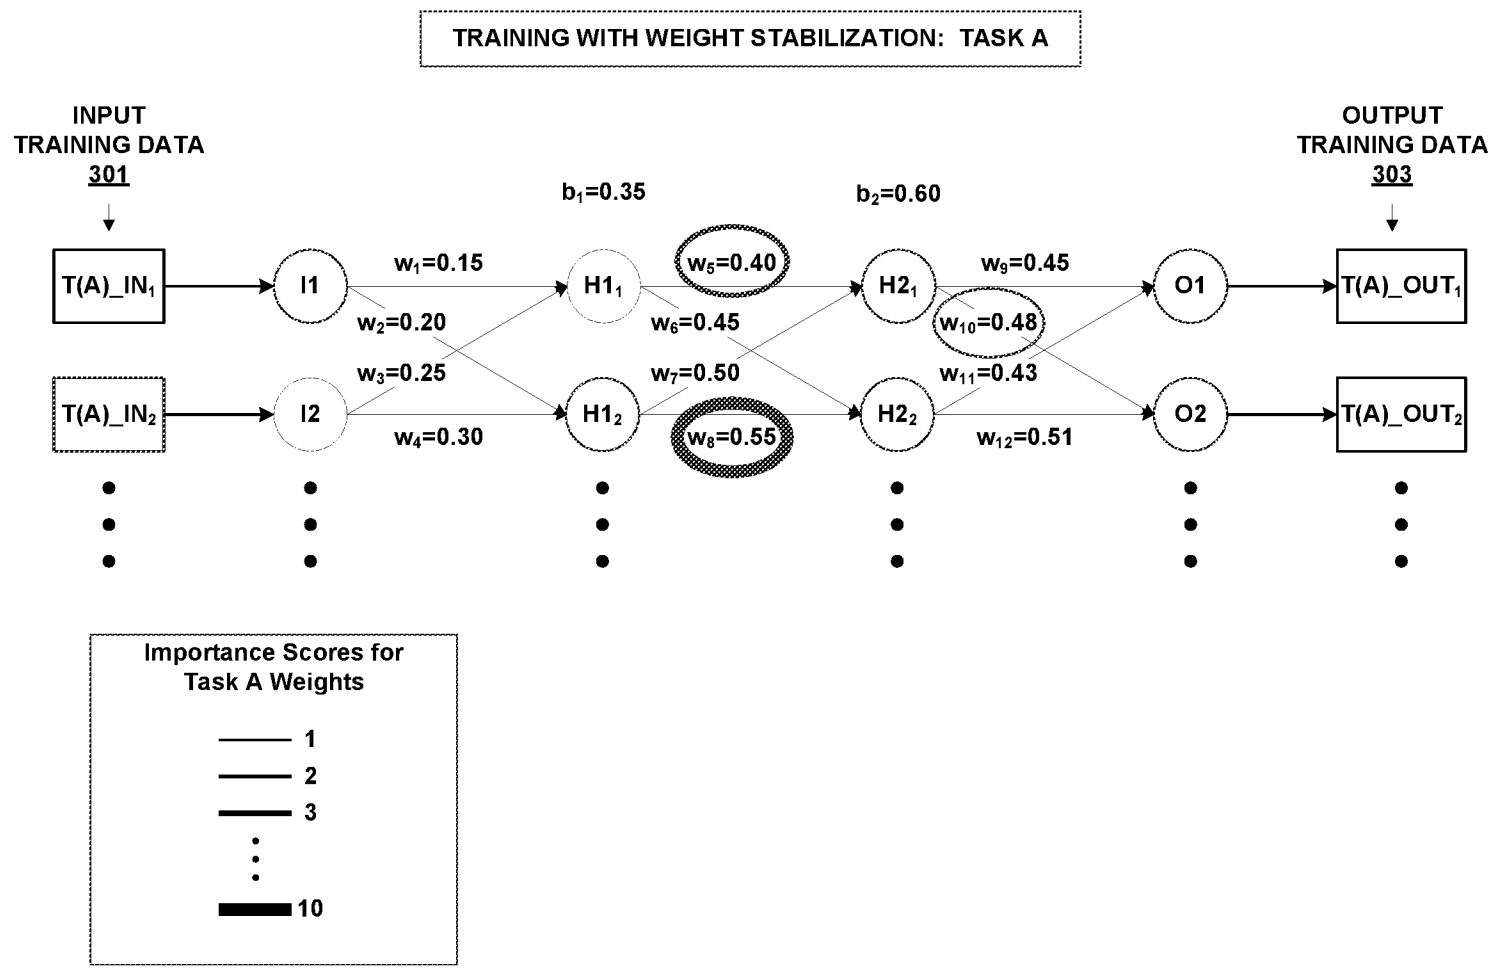 TRAINING WITH WEIGHT STABILIZATION: TASK A
INPUT
TRAINING DATA
301
OUTPUT
TRAINING DATA
303
b₁=0.35
b₂=0.60
T(A)_IN₁
I1
w₁=0.15
H1₁
w₅=0.40
H2₁
w₉=0.45
O1
T(A)_OUT₁
w₂=0.20
w₆=0.45
w₁₀=0.48
w₃=0.25
w₇=0.50
w₁₁=0.43
T(A)_IN₂
I2
w₄=0.30
H1₂
w₈=0.55
H2₂
w₁₂=0.51
O2
T(A)_OUT₂
Importance Scores for
Task A Weights
1
2
3
10